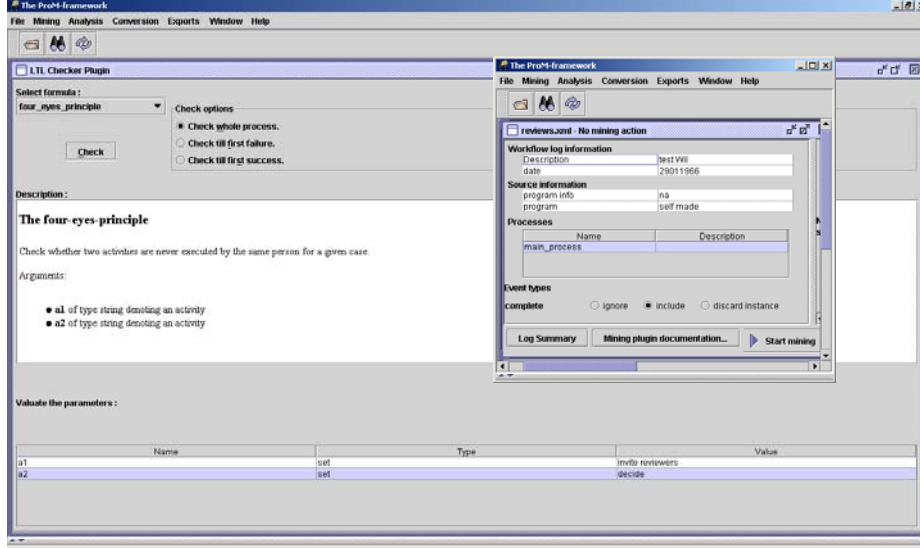 The ProM-framework
File Mining Analysis Conversion Exports Window Help
LTL Checker Plugin
Select formula :
four_eyes_principle
Check
Check options
Check whole process.
Check till first failure.
Check till first success.
Description :
The four-eyes-principle
Check whether two activities are never executed by the same person for a given case.
Arguments:
a1 of type string denoting an activity
a2 of type string denoting an activity
Valuate the parameters :
Name Type Value
a1 set invite reviewers
a2 set decide
The ProM-framework
File Mining Analysis Conversion Exports Window Help
reviews.xml - No mining action
Workflow log information
Description test Wil
date 29011966
Source information
program info na
program self made
Processes
Name Description
main_process
Event types
complete ignore include discard instance
Log Summary Mining plugin documentation... Start mining